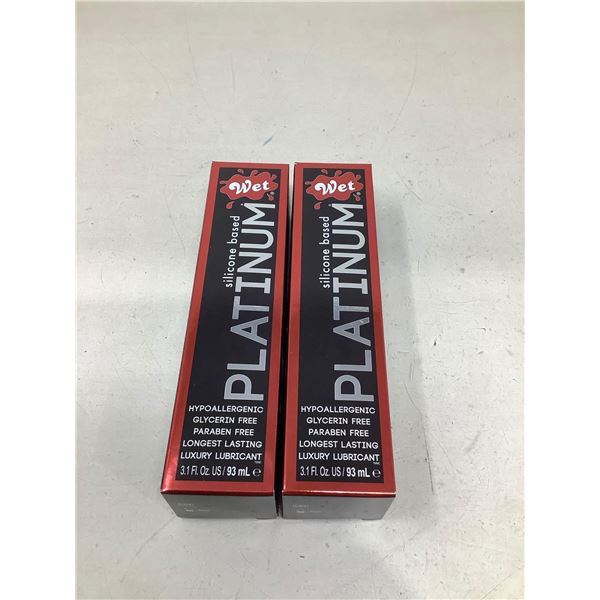 Wet
silicone based
PLATINUM
HYPOALLERGENIC
GLYCERIN FREE
PARABEN FREE
LONGEST LASTING
LUXURY LUBRICANT
3.1 Fl. Oz. US / 93 mL e
Wet
silicone based
PLATINUM
HYPOALLERGENIC
GLYCERIN FREE
PARABEN FREE
LONGEST LASTING
LUXURY LUBRICANT
3.1 Fl. Oz. US / 93 mL e